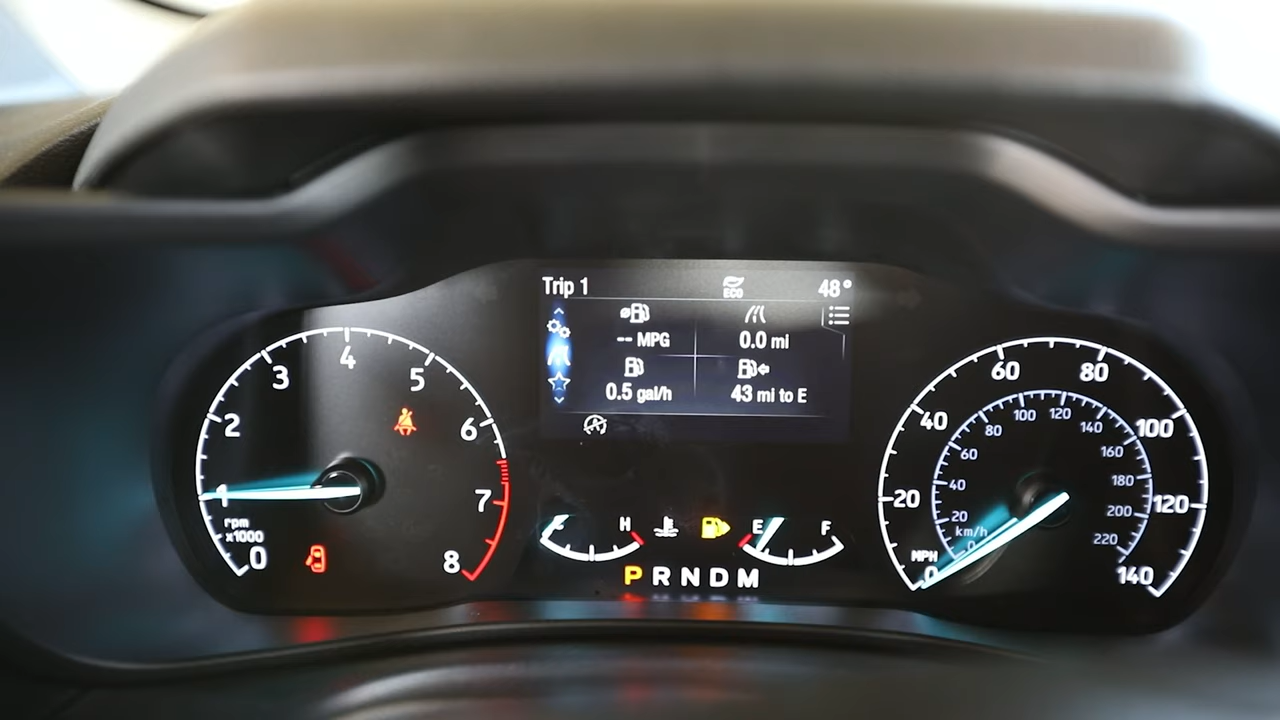 Trip 1 ECO 48°
-- MPG 0.0 mi
0.5 gal/h 43 mi to E
0 1 2 3 4 5 6 7 8
rpm
x1000
C H E F
P R N D M
0 20 40 60 80 100 120 140
MPH
0 20 40 60 80 100 120 140 160 180 200 220
km/h